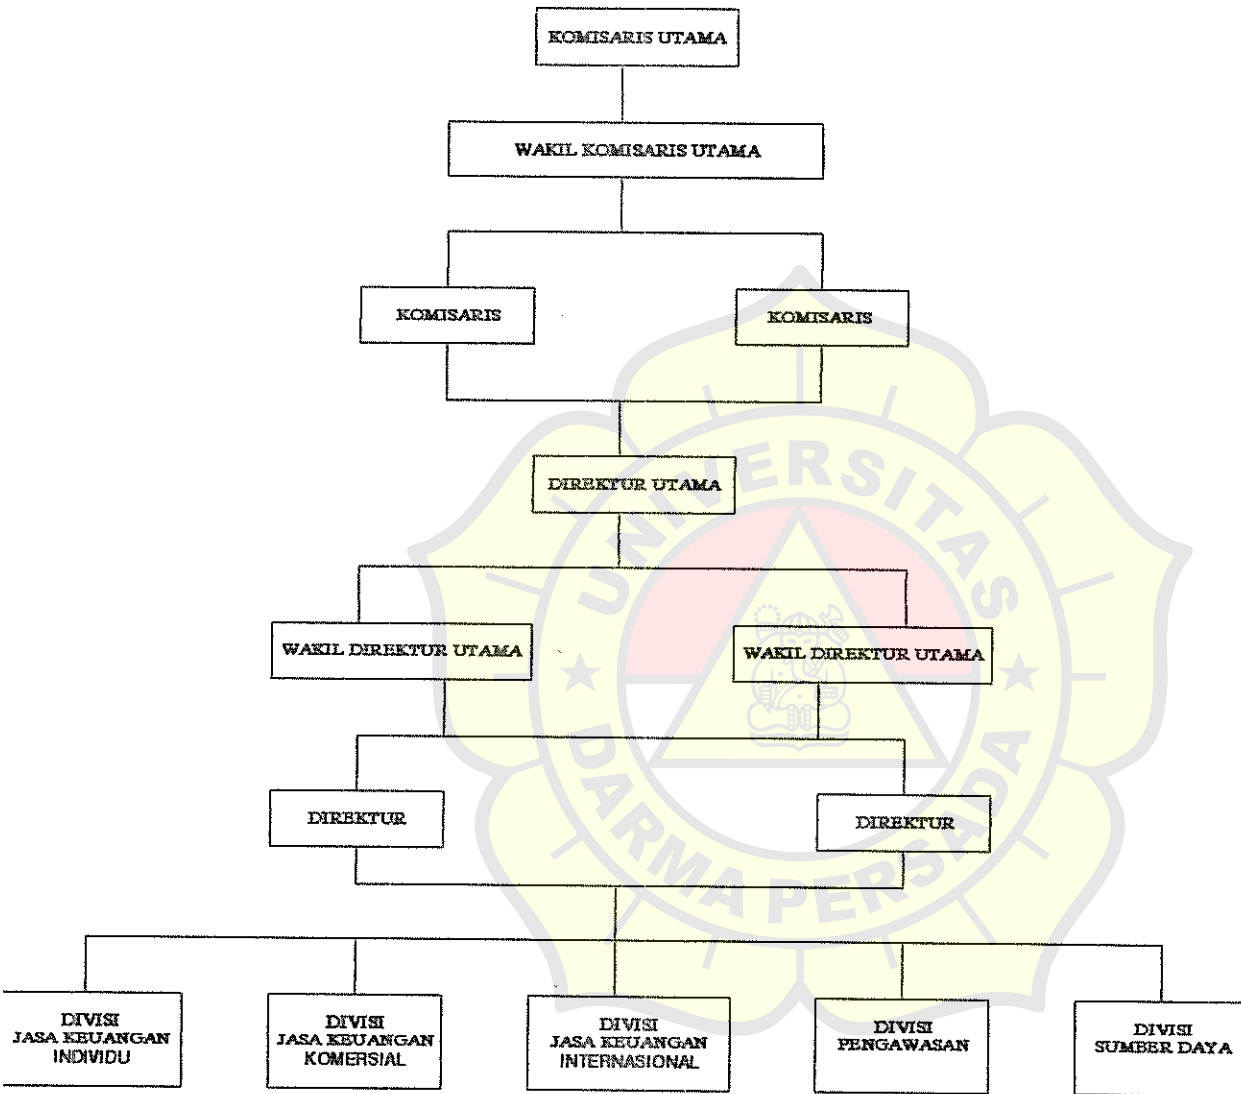 KOMISARIS UTAMA
WAKIL KOMISARIS UTAMA
KOMISARIS
KOMISARIS
DIREKTUR UTAMA
WAKIL DIREKTUR UTAMA
WAKIL DIREKTUR UTAMA
DIREKTUR
DIREKTUR
DIVISI
JASA KEUANGAN
INDIVIDU
DIVISI
JASA KEUANGAN
KOMERSIAL
DIVISI
JASA KEUANGAN
INTERNASIONAL
DIVISI
PENGAWASAN
DIVISI
SUMBER DAYA
UNIVERSITAS
DARMA PERSADA